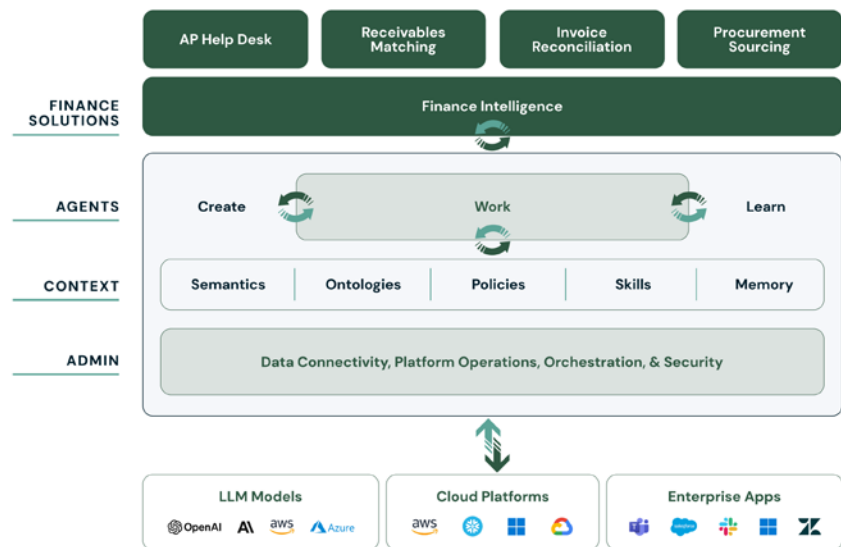 AP Help Desk
Receivables
Matching
Invoice
Reconciliation
Procurement
Sourcing
FINANCE
SOLUTIONS
Finance Intelligence
AGENTS
Create
Work
Learn
CONTEXT
Semantics
Ontologies
Policies
Skills
Memory
ADMIN
Data Connectivity, Platform Operations, Orchestration, & Security
LLM Models
OpenAI
aws
Azure
Cloud Platforms
aws
Enterprise Apps
salesforce